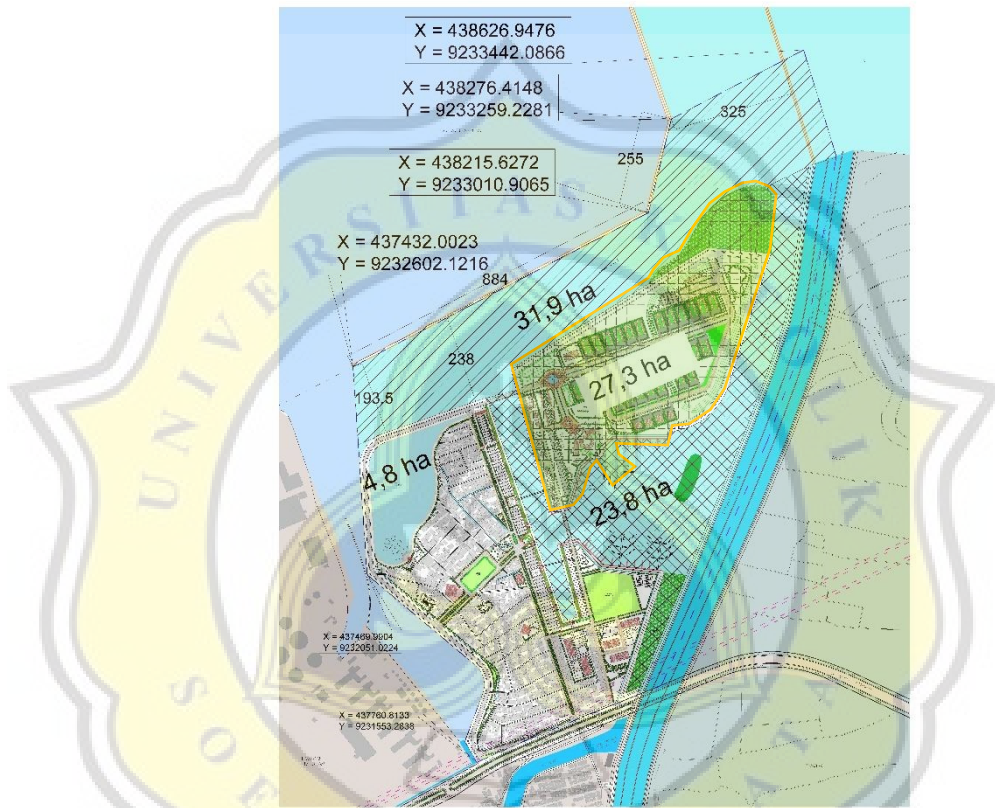 X = 438626.9476
Y = 9233442.0866
X = 438276.4148
Y = 9233259.2281
325
255
X = 438215.6272
Y = 9233010.9065
X = 437432.0023
Y = 9232602.1216
884
31,9 ha
238
27,3 ha
193.5
4,8 ha
23,8 ha
X = 437469.9904
Y = 9232051.0224
X = 437760.8133
Y = 9231553.2838
UNIVERSITAS